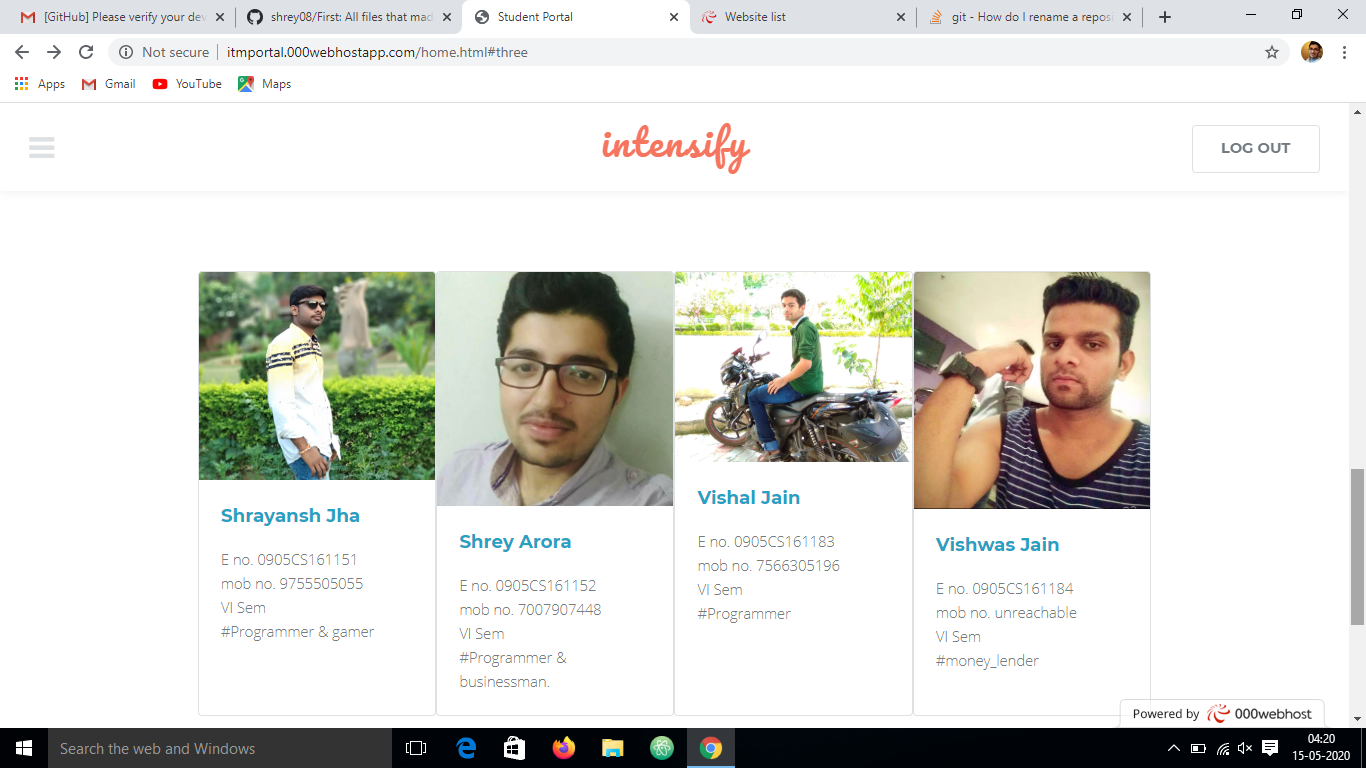 [GitHub] Please verify your dev
shrey08/First: All files that mad
Student Portal
Website list
git - How do I rename a reposi
Not secure
itmportal.000webhostapp.com/home.html#three
Apps
Gmail
YouTube
Maps
intensify
LOG OUT
Shrayansh Jha
E no. 0905CS161151
mob no. 9755505055
VI Sem
#Programmer & gamer
Shrey Arora
E no. 0905CS161152
mob no. 7007907448
VI Sem
#Programmer &
businessman.
Vishal Jain
E no. 0905CS161183
mob no. 7566305196
VI Sem
#Programmer
Vishwas Jain
E no. 0905CS161184
mob no. unreachable
VI Sem
#money_lender
Powered by 000webhost
Search the web and Windows
04:20
15-05-2020